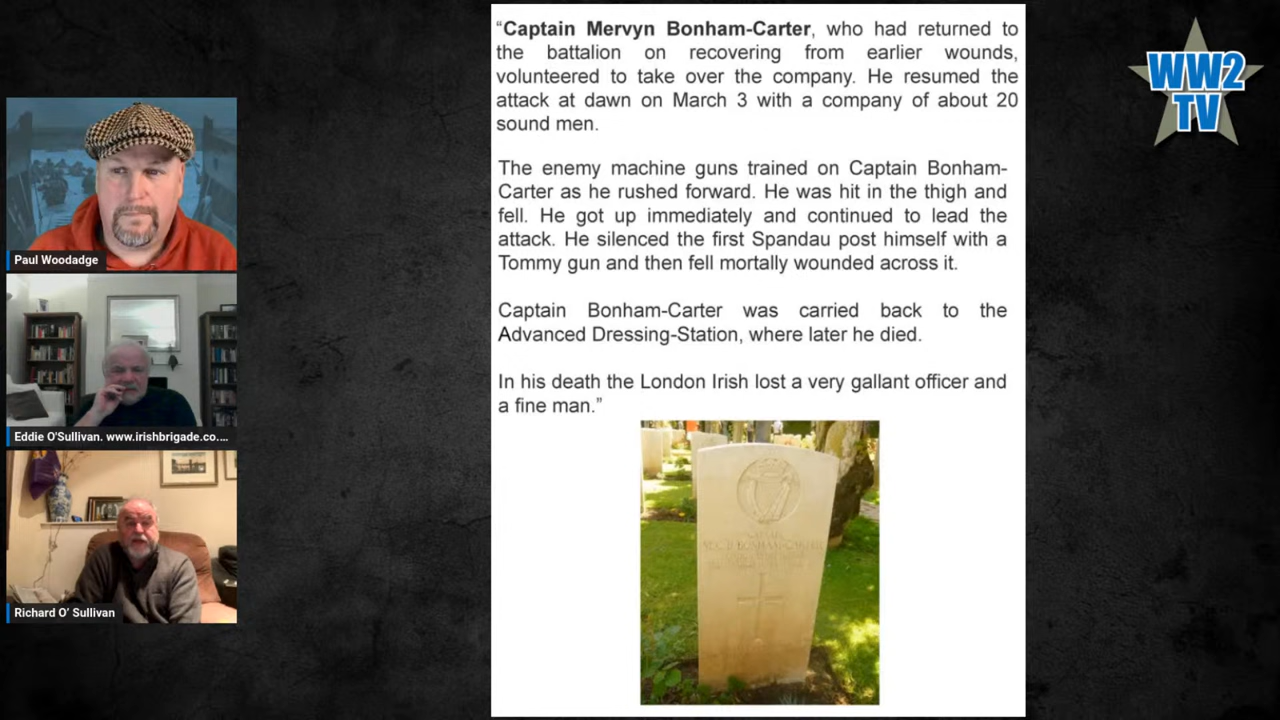 “Captain Mervyn Bonham-Carter, who had returned to
the battalion on recovering from earlier wounds,
volunteered to take over the company. He resumed the
attack at dawn on March 3 with a company of about 20
sound men.
The enemy machine guns trained on Captain Bonham-
Carter as he rushed forward. He was hit in the thigh and
fell. He got up immediately and continued to lead the
attack. He silenced the first Spandau post himself with a
Tommy gun and then fell mortally wounded across it.
Captain Bonham-Carter was carried back to the
Advanced Dressing-Station, where later he died.
In his death the London Irish lost a very gallant officer and
a fine man.”
BONHAM-CARTER
WW2
TV
Paul Woodadge
Eddie O'Sullivan. www.irishbrigade.co....
Richard O’ Sullivan